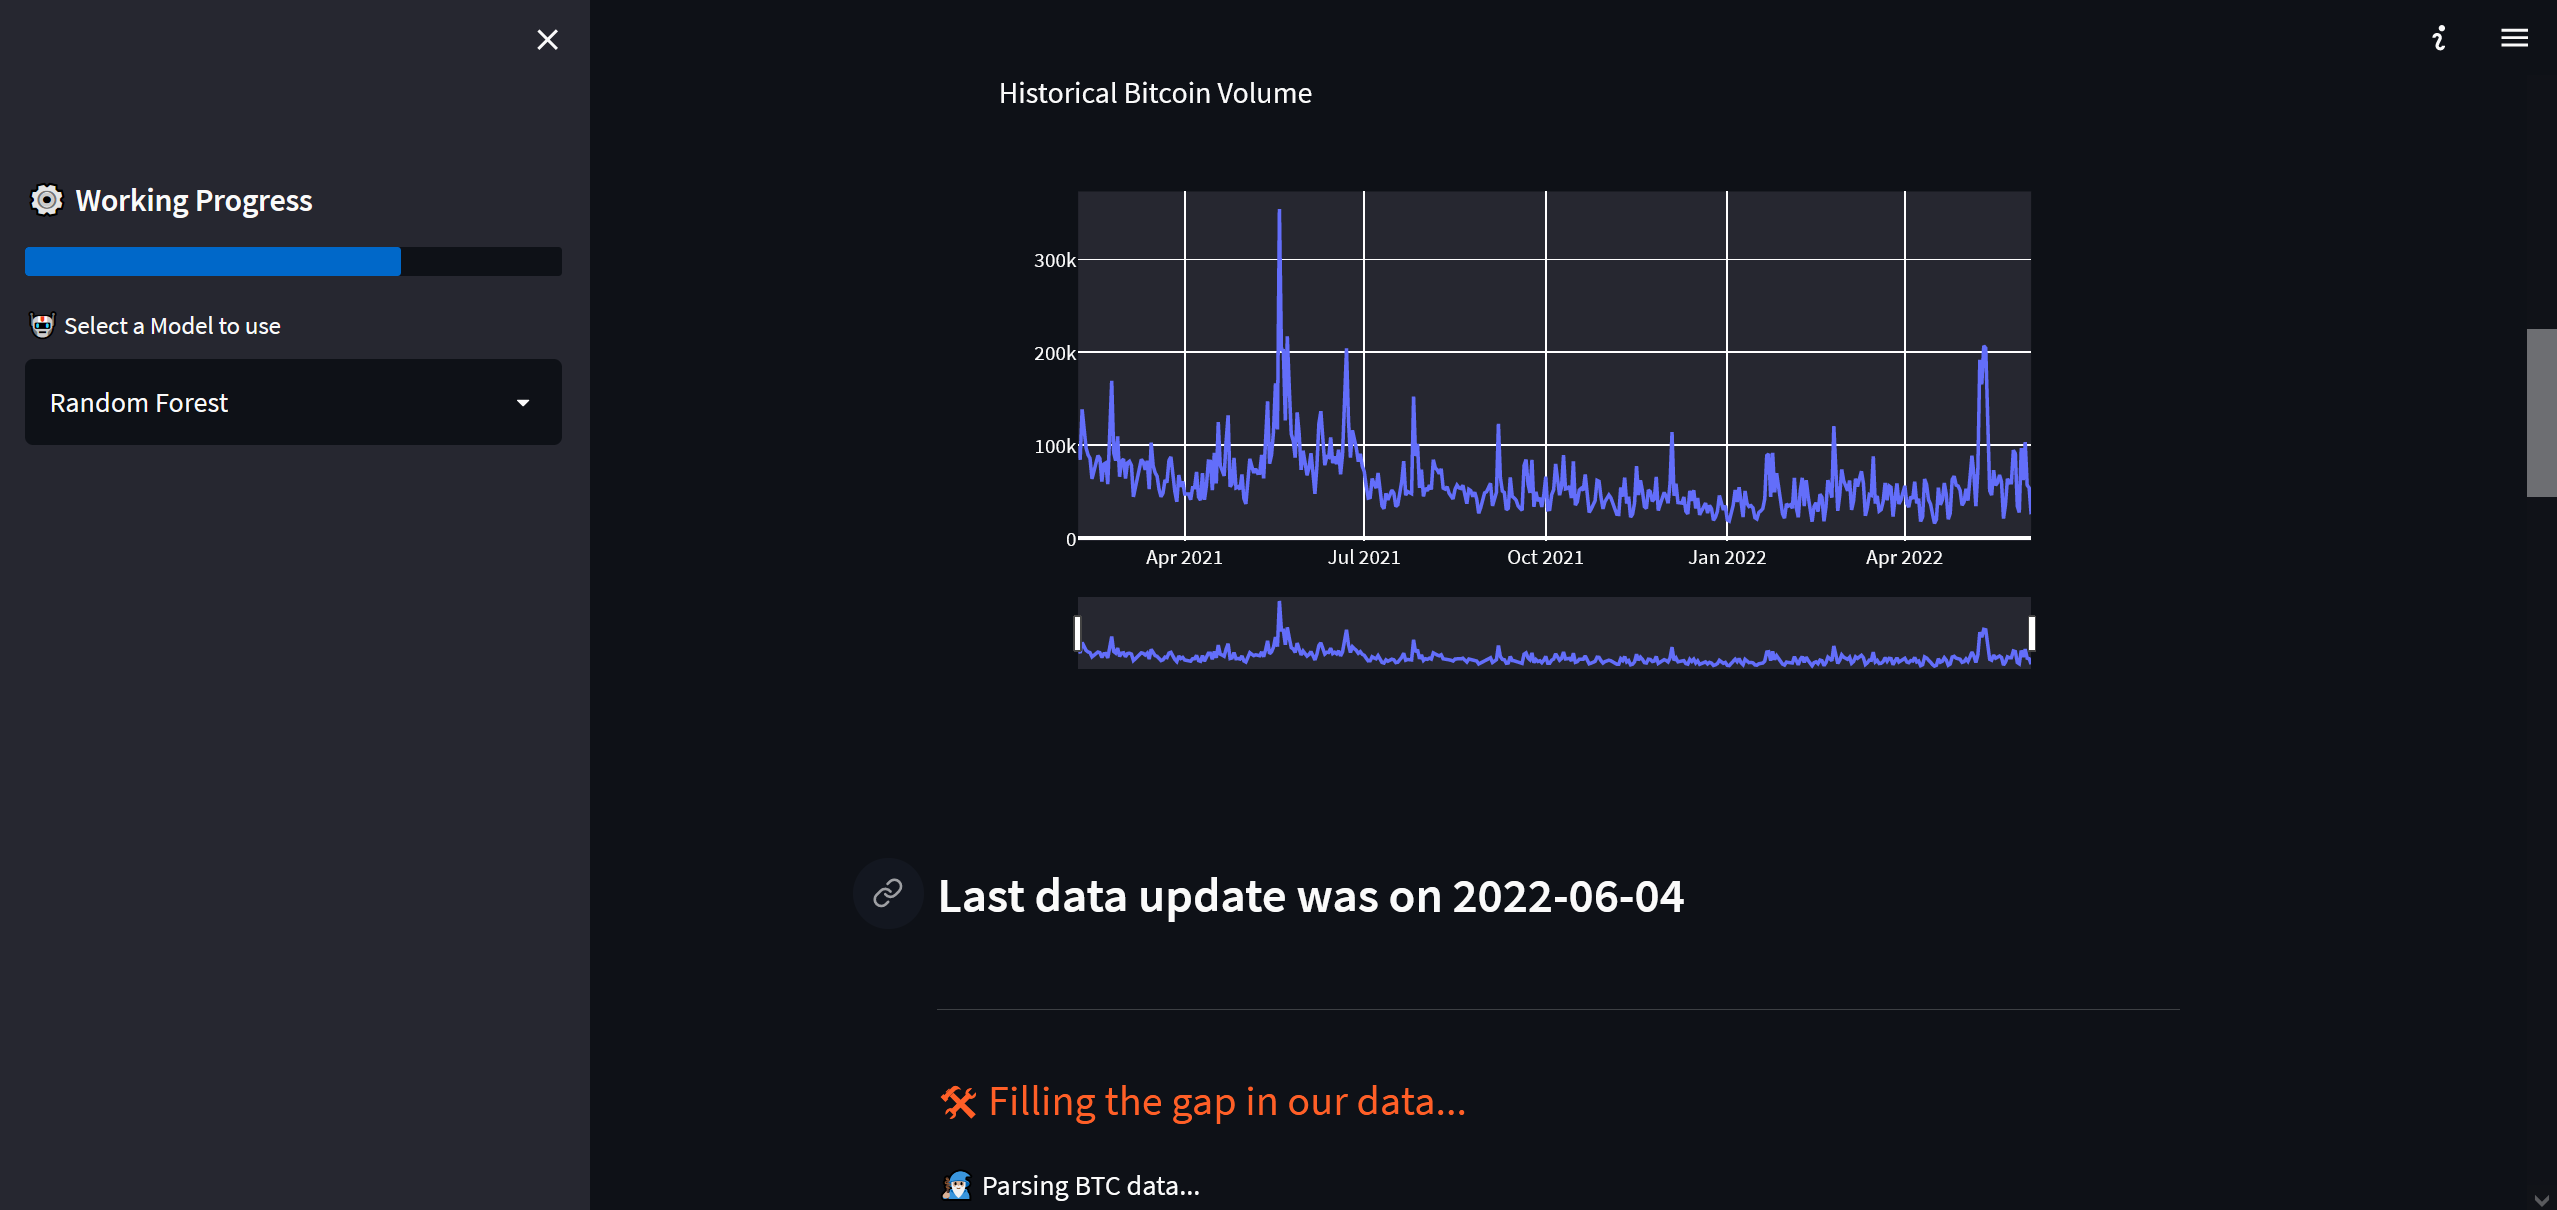 Working Progress
Select a Model to use
Random Forest
Historical Bitcoin Volume
300k
200k
100k
0
Apr 2021 Jul 2021 Oct 2021 Jan 2022 Apr 2022
Last data update was on 2022-06-04
Filling the gap in our data...
Parsing BTC data...